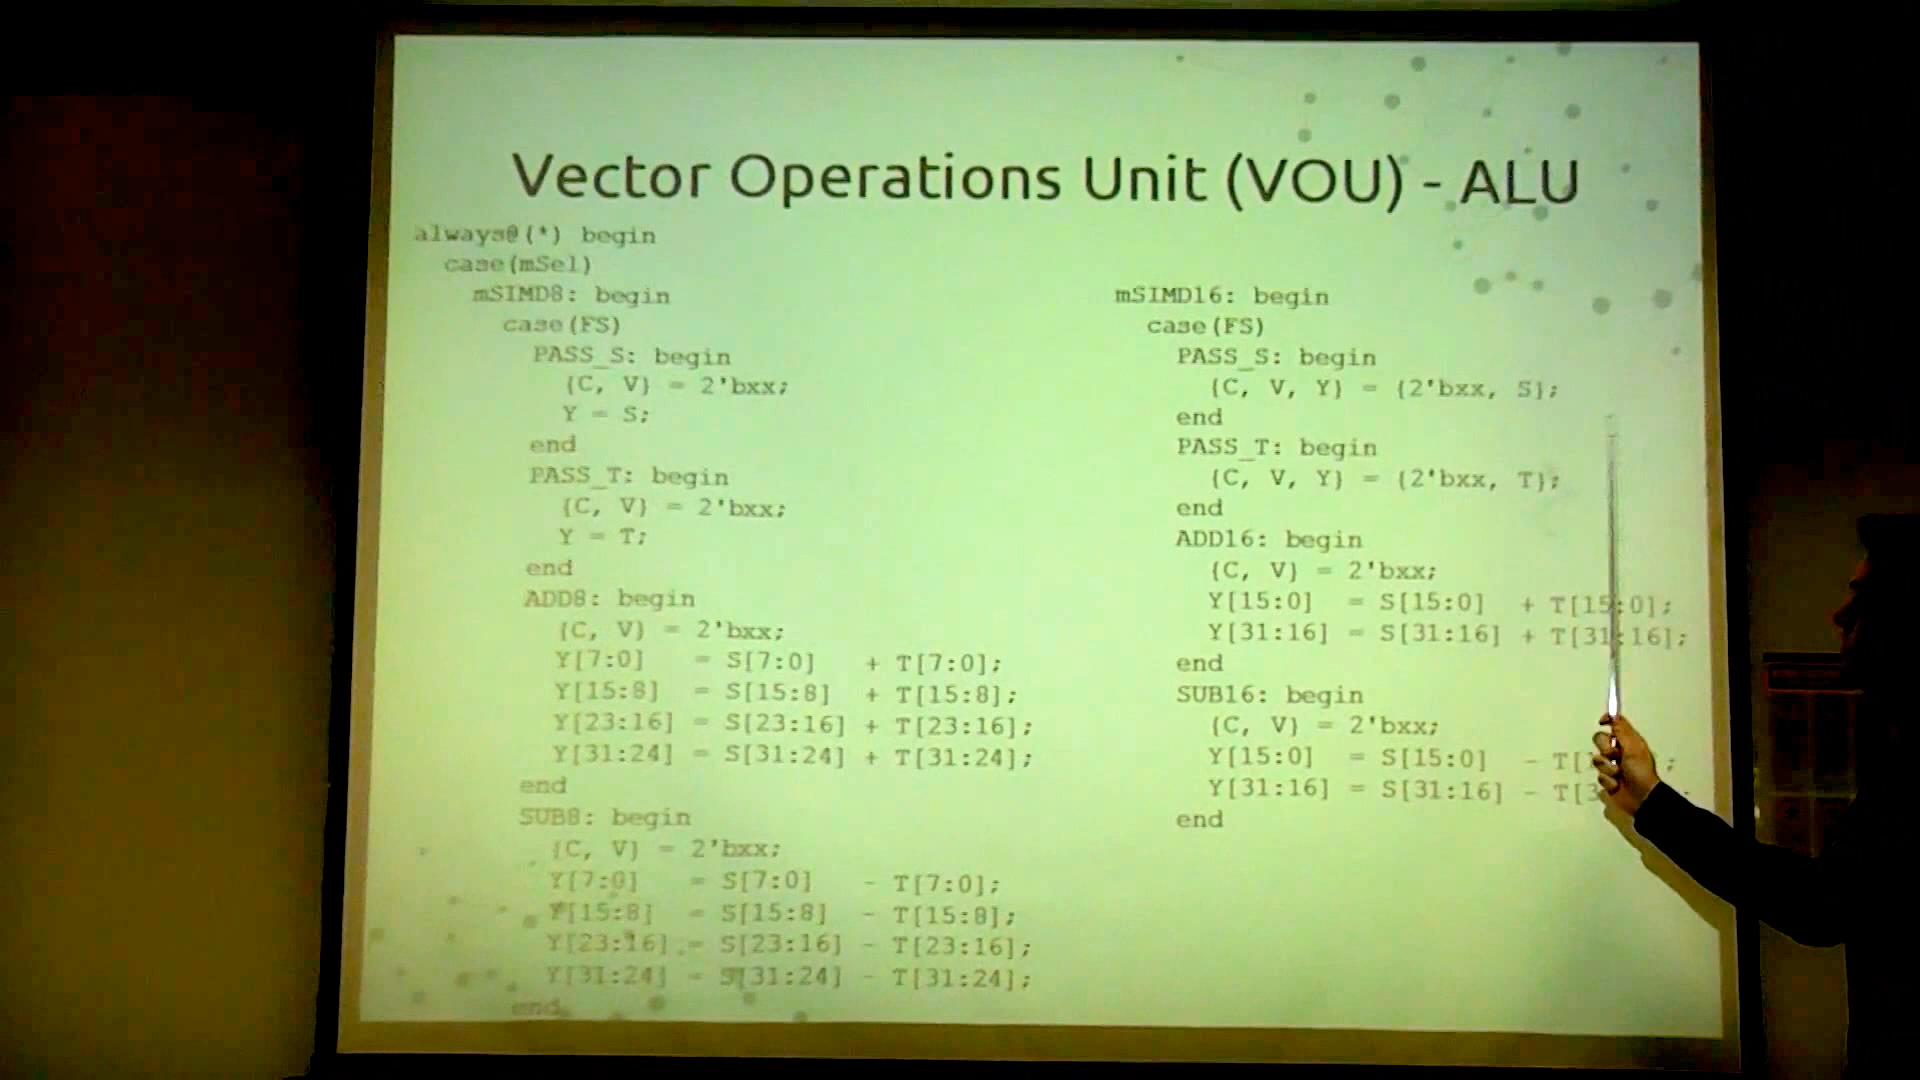 Vector Operations Unit (VOU) - ALU
always@(*) begin
case(mSel)
mSIMD8: begin
case(FS)
PASS_S: begin
{C, V} = 2'bxx;
Y = S;
end
PASS_T: begin
{C, V} = 2'bxx;
Y = T;
end
ADD8: begin
{C, V} = 2'bxx;
Y[7:0] = S[7:0] + T[7:0];
Y[15:8] = S[15:8] + T[15:8];
Y[23:16] = S[23:16] + T[23:16];
Y[31:24] = S[31:24] + T[31:24];
end
SUB8: begin
{C, V} = 2'bxx;
Y[7:0] = S[7:0] - T[7:0];
Y[15:8] = S[15:8] - T[15:8];
Y[23:16] = S[23:16] - T[23:16];
Y[31:24] = S[31:24] - T[31:24];
end
mSIMD16: begin
case(FS)
PASS_S: begin
{C, V, Y} = {2'bxx, S};
end
PASS_T: begin
{C, V, Y} = {2'bxx, T};
end
ADD16: begin
{C, V} = 2'bxx;
Y[15:0] = S[15:0] + T[15:0];
Y[31:16] = S[31:16] + T[31:16];
end
SUB16: begin
{C, V} = 2'bxx;
Y[15:0] = S[15:0] -
Y[31:16] = S[31:16] -
end